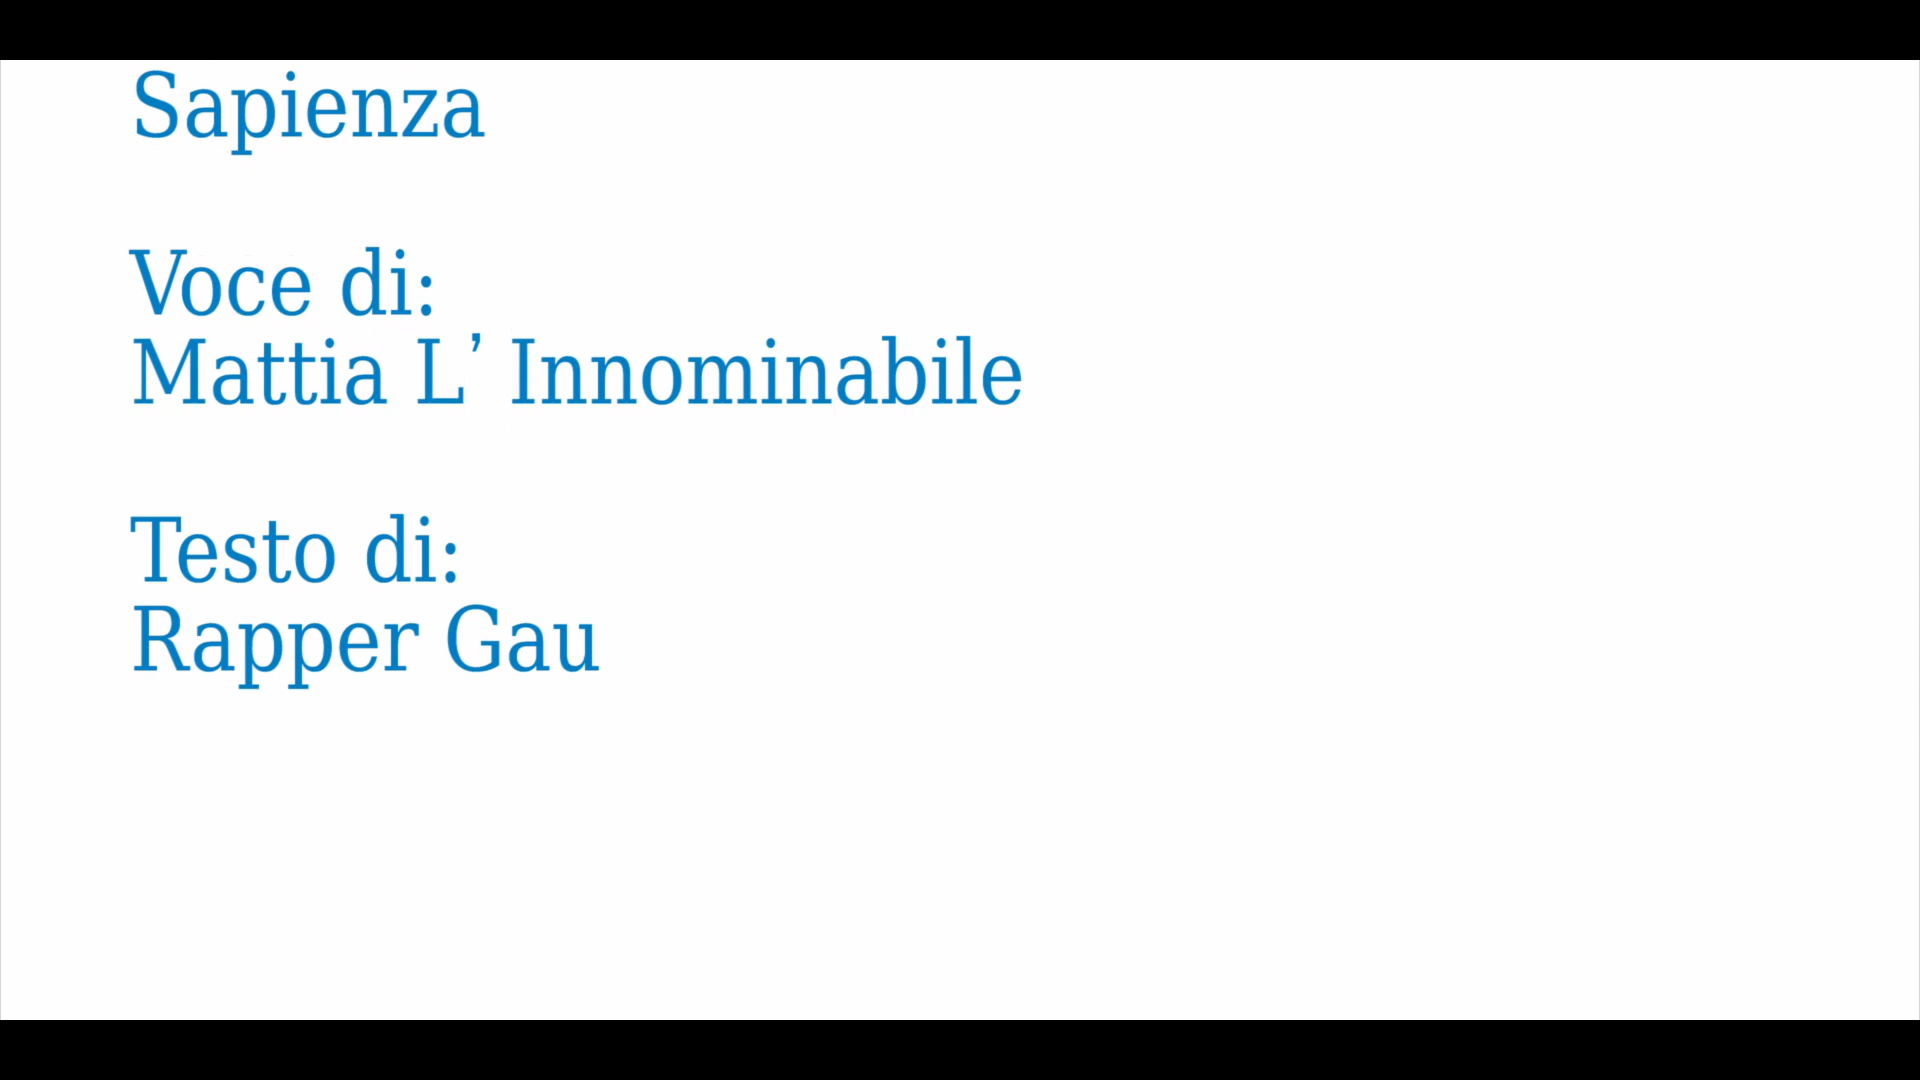 Sapienza
Voce di:
Mattia L’ Innominabile
Testo di:
Rapper Gau